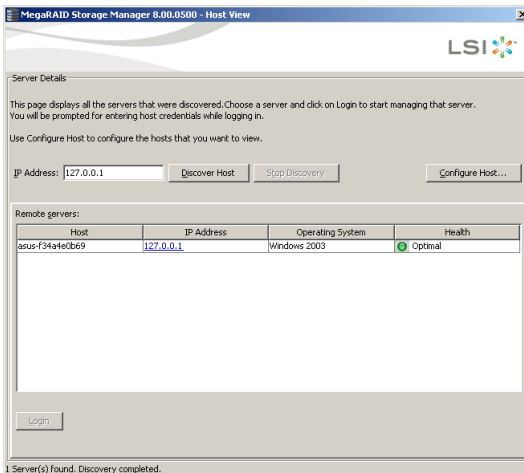 MegaRAID Storage Manager 8.00.0500 - Host View
LSI
Server Details
This page displays all the servers that were discovered.Choose a server and click on Login to start managing that server.
You will be prompted for entering host credentials while logging in.
Use Configure Host to configure the hosts that you want to view.
IP Address: 127.0.0.1 Discover Host Stop Discovery Configure Host...
Remote servers:
Host IP Address Operating System Health
asus-f34a4e0b69 127.0.0.1 Windows 2003 Optimal
Login
1 Server(s) found. Discovery completed.